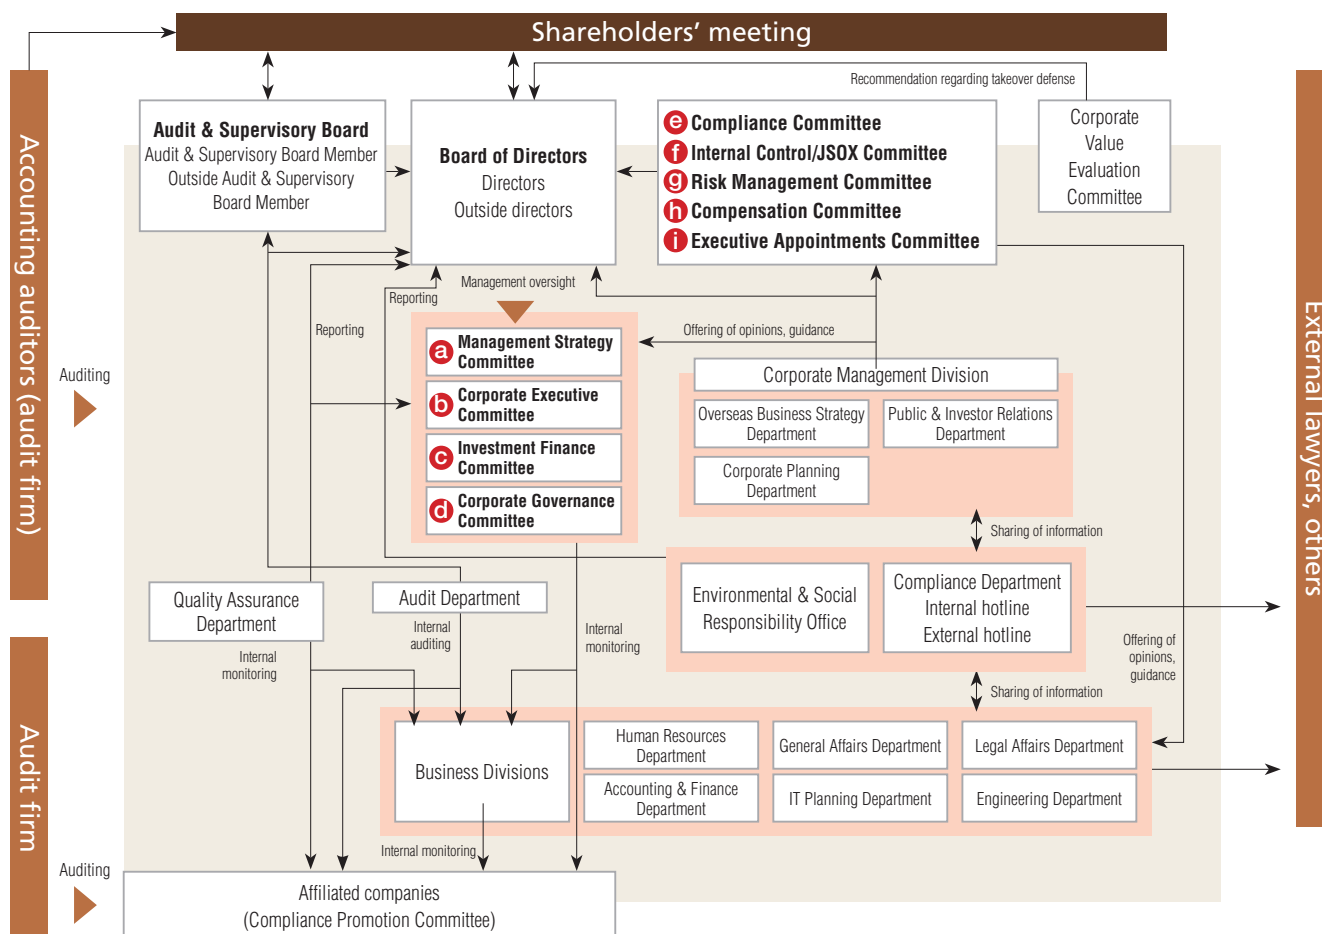 Shareholders' meeting
Recommendation regarding takeover defense
Accounting auditors (audit firm)
Audit firm
External lawyers, others
Audit & Supervisory Board
Audit & Supervisory Board Member
Outside Audit & Supervisory
Board Member
Board of Directors
Directors
Outside directors
e Compliance Committee
f Internal Control/JSOX Committee
g Risk Management Committee
h Compensation Committee
i Executive Appointments Committee
Corporate
Value
Evaluation
Committee
Management oversight
Reporting
Reporting
Offering of opinions, guidance
a Management Strategy
Committee
b Corporate Executive
Committee
c Investment Finance
Committee
d Corporate Governance
Committee
Auditing
Corporate Management Division
Overseas Business Strategy
Department
Public & Investor Relations
Department
Corporate Planning
Department
Sharing of information
Quality Assurance
Department
Audit Department
Environmental & Social
Responsibility Office
Compliance Department
Internal hotline
External hotline
Internal
monitoring
Internal
auditing
Internal
monitoring
Offering of
opinions,
guidance
Sharing of information
Business Divisions
Human Resources
Department
General Affairs Department
Legal Affairs Department
Accounting & Finance
Department
IT Planning Department
Engineering Department
Internal monitoring
Auditing
Affiliated companies
(Compliance Promotion Committee)